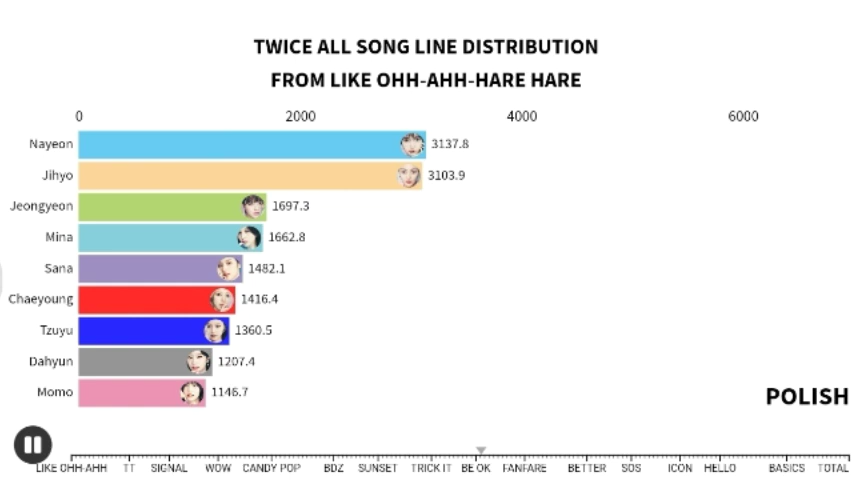 TWICE ALL SONG LINE DISTRIBUTION
FROM LIKE OHH-AHH-HARE HARE
0 2000 4000 6000
Nayeon 3137.8
Jihyo 3103.9
Jeongyeon 1697.3
Mina 1662.8
Sana 1482.1
Chaeyoung 1416.4
Tzuyu 1360.5
Dahyun 1207.4
Momo 1146.7
POLISH
LIKE OHH-AHH TT SIGNAL WOW CANDY POP BDZ SUNSET TRICK IT BE OK FANFARE BETTER SOS ICON HELLO BASICS TOTAL